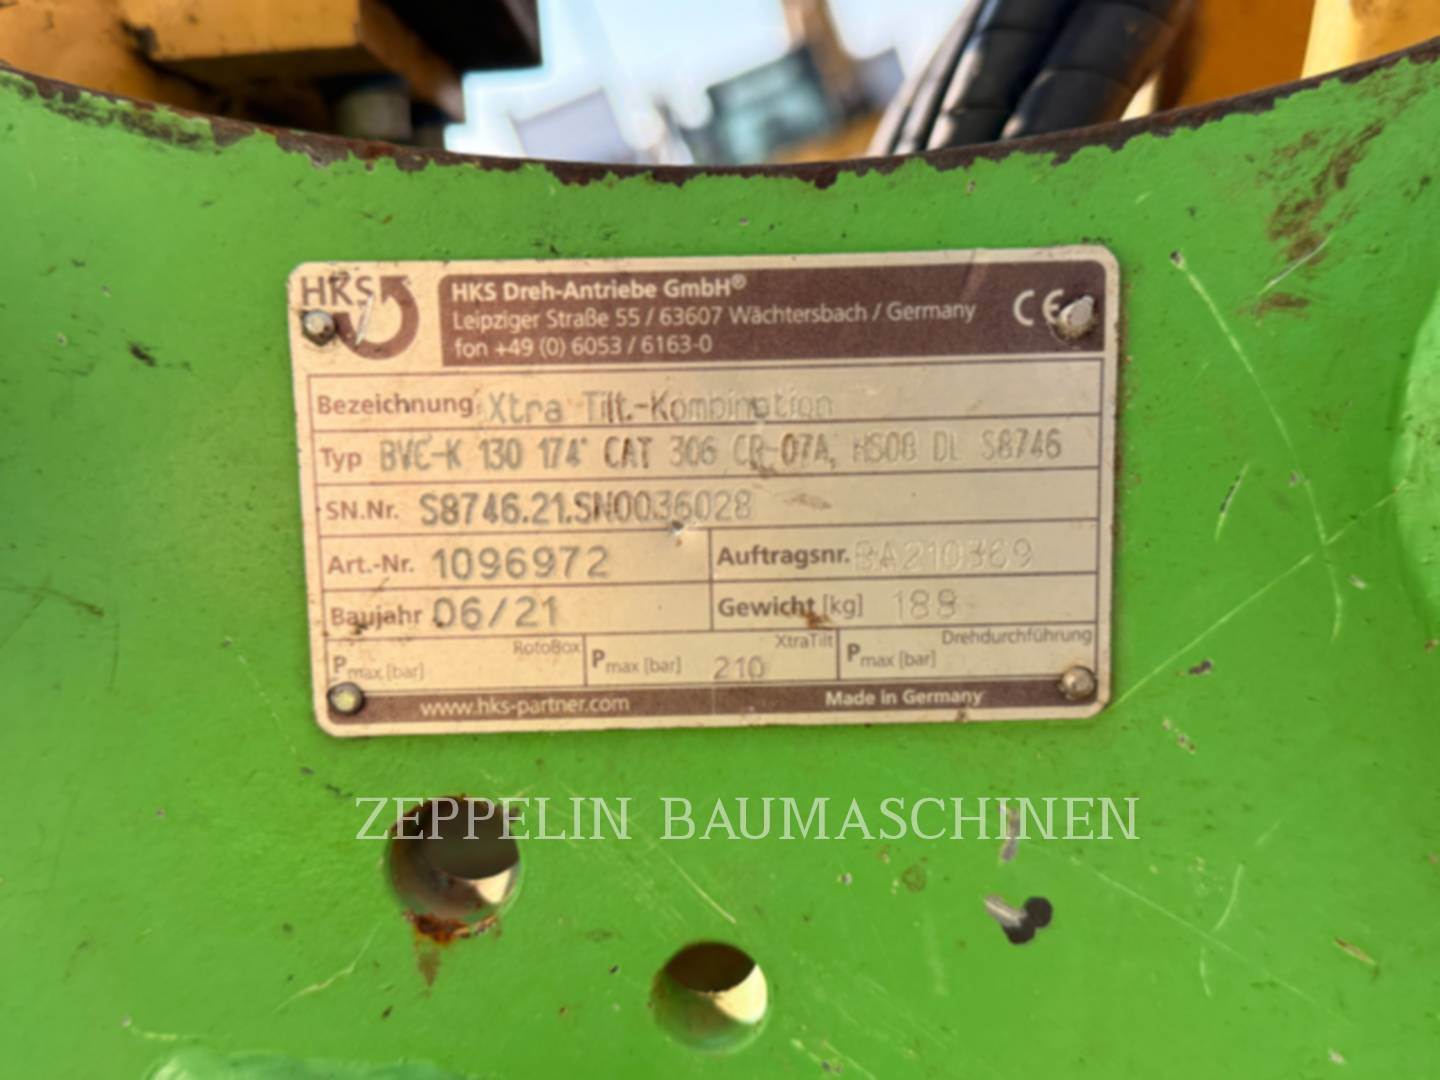 HKS
HKS Dreh-Antriebe GmbH®
Leipziger Straße 55 / 63607 Wächtersbach / Germany
fon +49 (0) 6053 / 6163-0
CE
Bezeichnung Xtra Tilt.-Kombination
Typ BVC-K 130 174° CAT 306 CR-07A, HS08 DL S8746
SN.Nr. S8746.21.SN0036028
Art.-Nr. 1096972 Auftragsnr. BA210369
Baujahr 06/21 Gewicht [kg] 188
RotoBox XtraTilt Drehdurchführung
Pmax [bar] Pmax [bar] 210 Pmax [bar]
www.hks-partner.com Made in Germany
ZEPPELIN BAUMASCHINEN